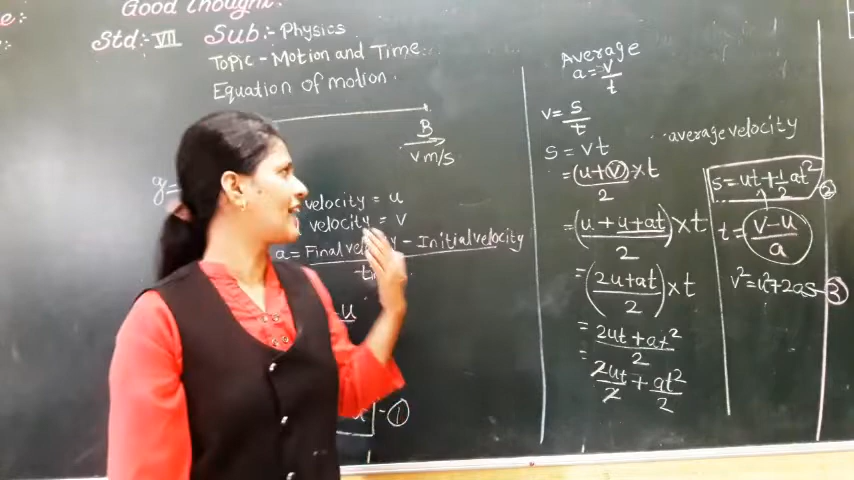 Good thought:
Std:- VII Sub:- Physics
Topic - Motion and Time
Equation of motion.
B
v m/s
velocity = u
velocity = v
a = Final velocity - Initial velocity
u
- ①
Average
a = v/t
v = s/t
s = vt
= (u+v)/2 × t
= (u + u + at)/2 × t
= (2u + at)/2 × t
= (2ut + at²)/2
= 2ut/2 + at²/2
average velocity
s = ut + 1/2 at² ②
t = (v-u)/a
v² = u² + 2as - ③